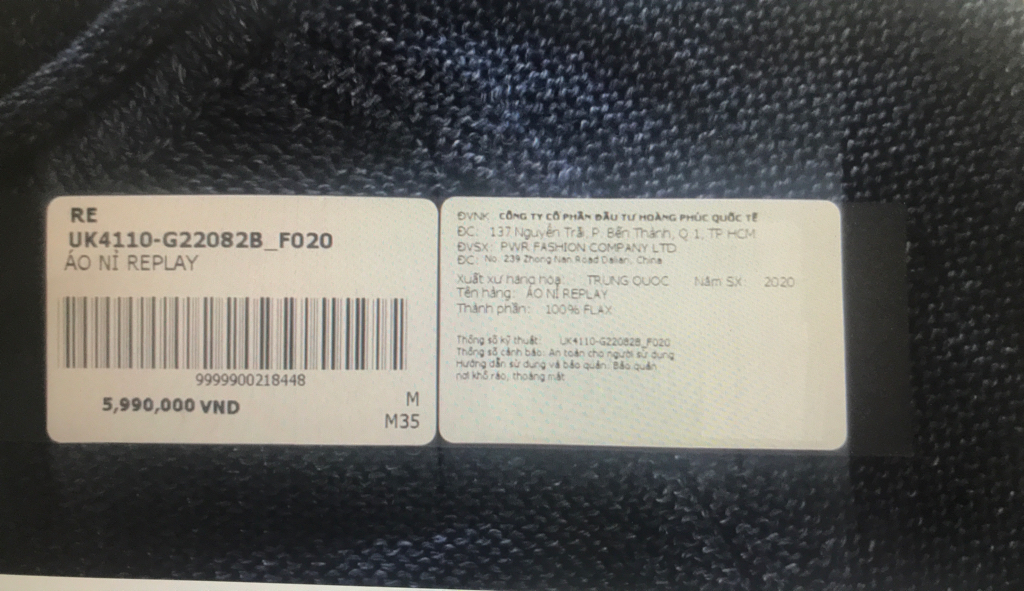 RE
UK4110-G22082B_F020
ÁO NỈ REPLAY
9999900218448
5,990,000 VND
M
M35
ĐVNK: CÔNG TY CỔ PHẦN ĐẦU TƯ HOÀNG PHÚC QUỐC TẾ
ĐC: 137 Nguyễn Trãi, P. Bến Thành, Q.1, TP HCM
ĐVSX: PWR FASHION COMPANY LTD
ĐC: No. 239 Zhong Nan Road Dalian, China
Xuất xứ hàng hóa: TRUNG QUOC Năm SX: 2020
Tên hàng: ÁO NỈ REPLAY
Thành phần: 100% FLAX
Thông số kỹ thuật: UK4110-G22082B_F020
Thông số cảnh báo: An toàn cho người sử dụng
Hướng dẫn sử dụng và bảo quản: Bảo quản
nơi khô ráo, thoáng mát